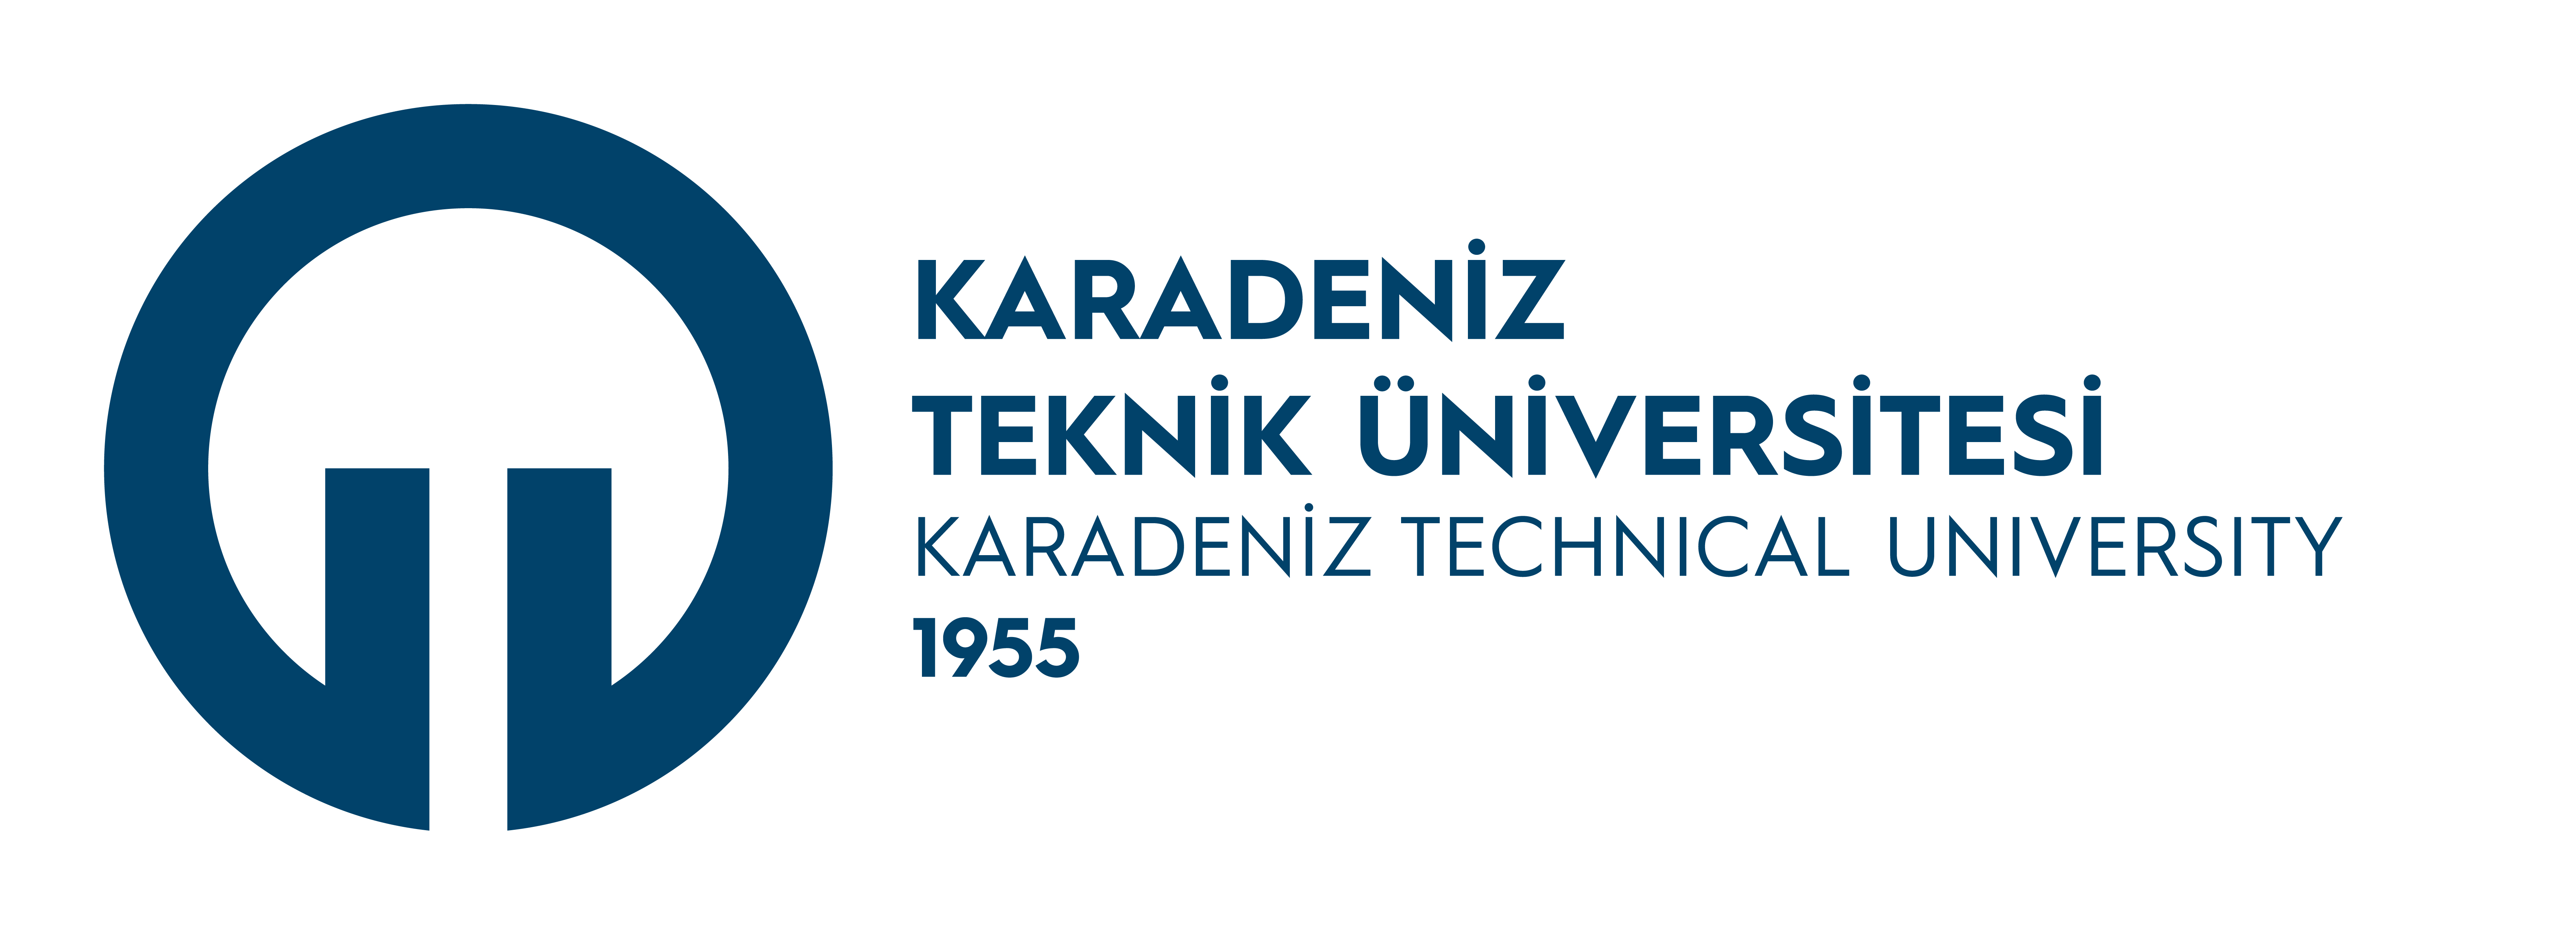 KARADENİZ
TEKNİK ÜNİVERSİTESİ
KARADENİZ TECHNICAL UNIVERSITY
1955